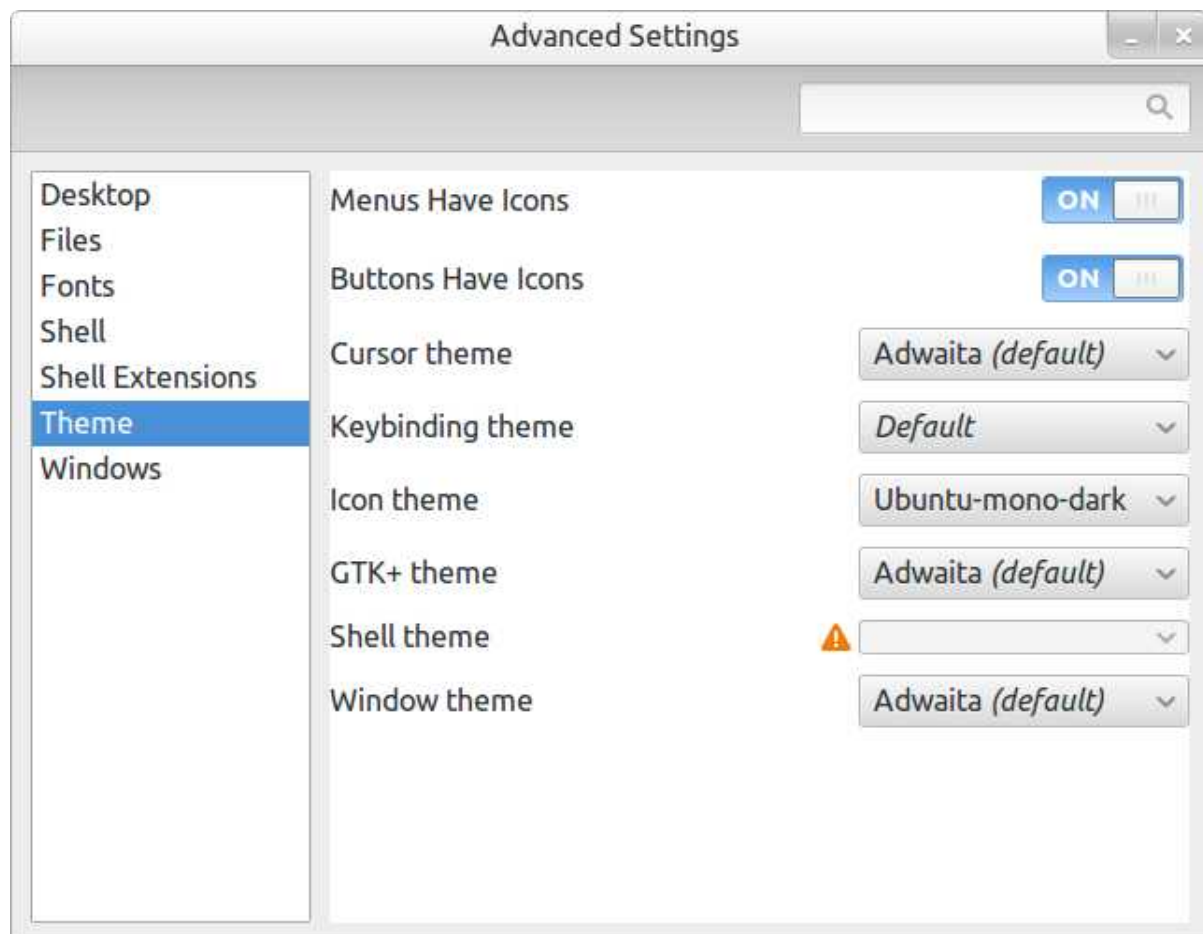 Advanced Settings
Desktop
Files
Fonts
Shell
Shell Extensions
Theme
Windows
Menus Have Icons
ON
Buttons Have Icons
ON
Cursor theme
Adwaita (default)
Keybinding theme
Default
Icon theme
Ubuntu-mono-dark
GTK+ theme
Adwaita (default)
Shell theme
Window theme
Adwaita (default)